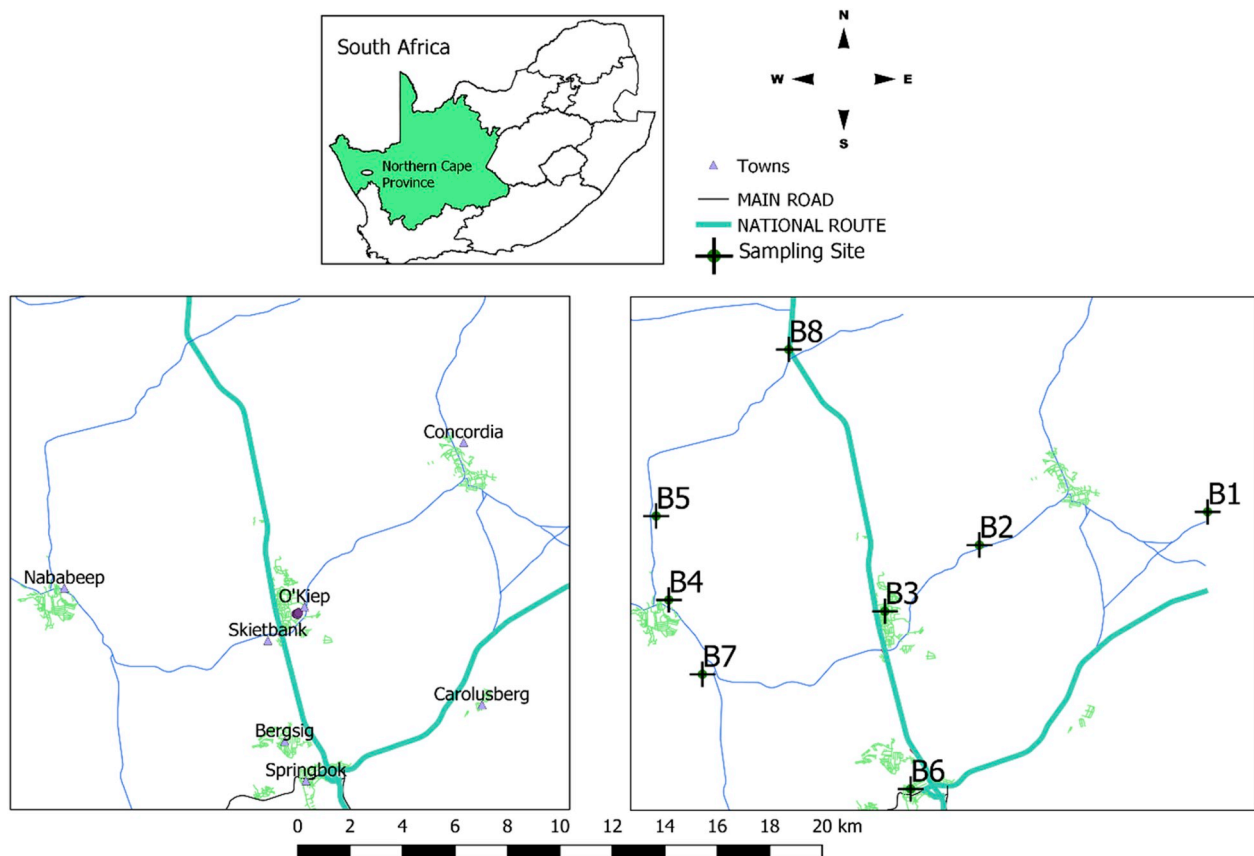 South Africa
Northern Cape
Province
N
W
E
S
Towns
MAIN ROAD
NATIONAL ROUTE
Sampling Site
Concordia
Nababeep
O'Kiep
Skietbank
Carolusberg
Bergsig
Springbok
B8
B1
B5
B2
B4
B3
B7
B6
0 2 4 6 8 10 12 14 16 18 20 km